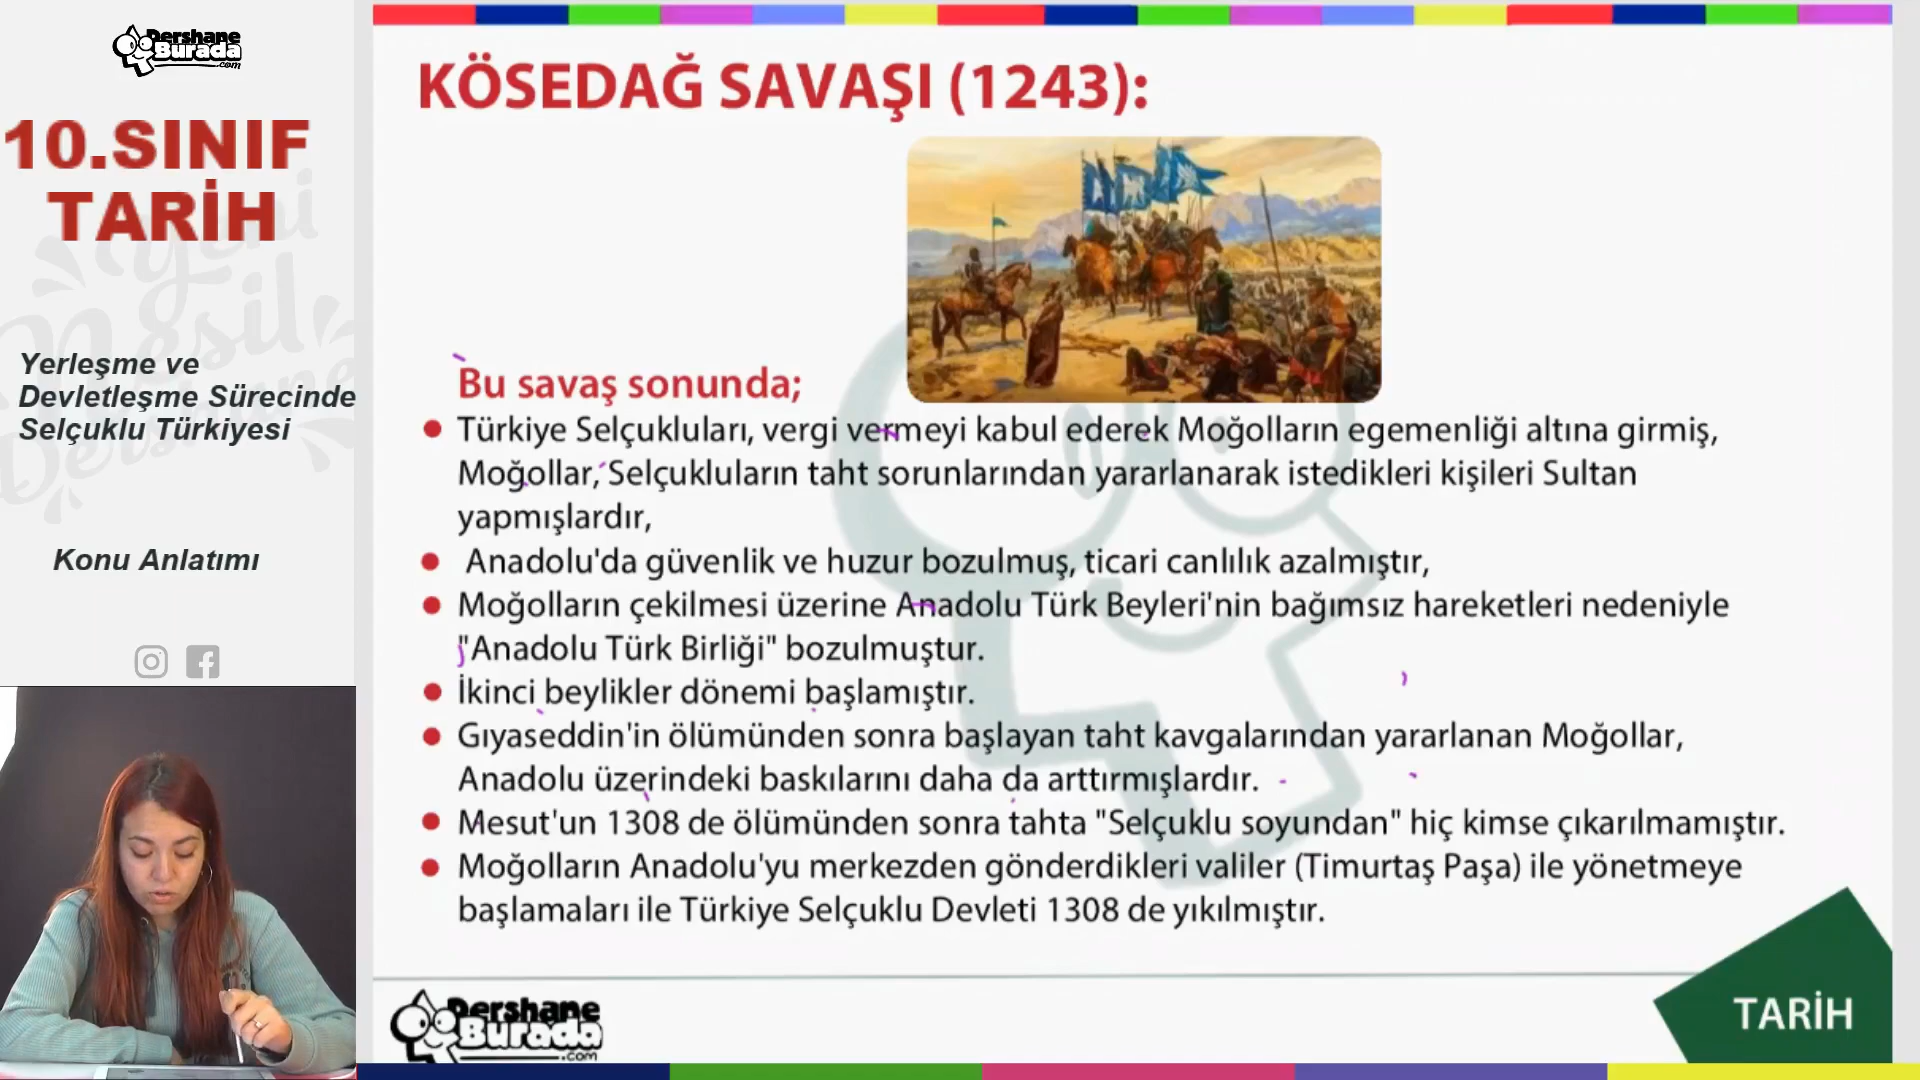 Dershane
Burada
.com
10.SINIF
TARİH
Yerleşme ve
Devletleşme Sürecinde
Selçuklu Türkiyesi
Konu Anlatımı
Yeni
Nesil
Dershane
KÖSEDAĞ SAVAŞI (1243):
Bu savaş sonunda;
Türkiye Selçukluları, vergi vermeyi kabul ederek Moğolların egemenliği altına girmiş,
Moğollar, Selçukluların taht sorunlarından yararlanarak istedikleri kişileri Sultan
yapmışlardır,
Anadolu'da güvenlik ve huzur bozulmuş, ticari canlılık azalmıştır,
Moğolların çekilmesi üzerine Anadolu Türk Beyleri'nin bağımsız hareketleri nedeniyle
"Anadolu Türk Birliği" bozulmuştur.
İkinci beylikler dönemi başlamıştır.
Gıyaseddin'in ölümünden sonra başlayan taht kavgalarından yararlanan Moğollar,
Anadolu üzerindeki baskılarını daha da arttırmışlardır.
Mesut'un 1308 de ölümünden sonra tahta "Selçuklu soyundan" hiç kimse çıkarılmamıştır.
Moğolların Anadolu'yu merkezden gönderdikleri valiler (Timurtaş Paşa) ile yönetmeye
başlamaları ile Türkiye Selçuklu Devleti 1308 de yıkılmıştır.
Dershane
Burada
.com
TARİH